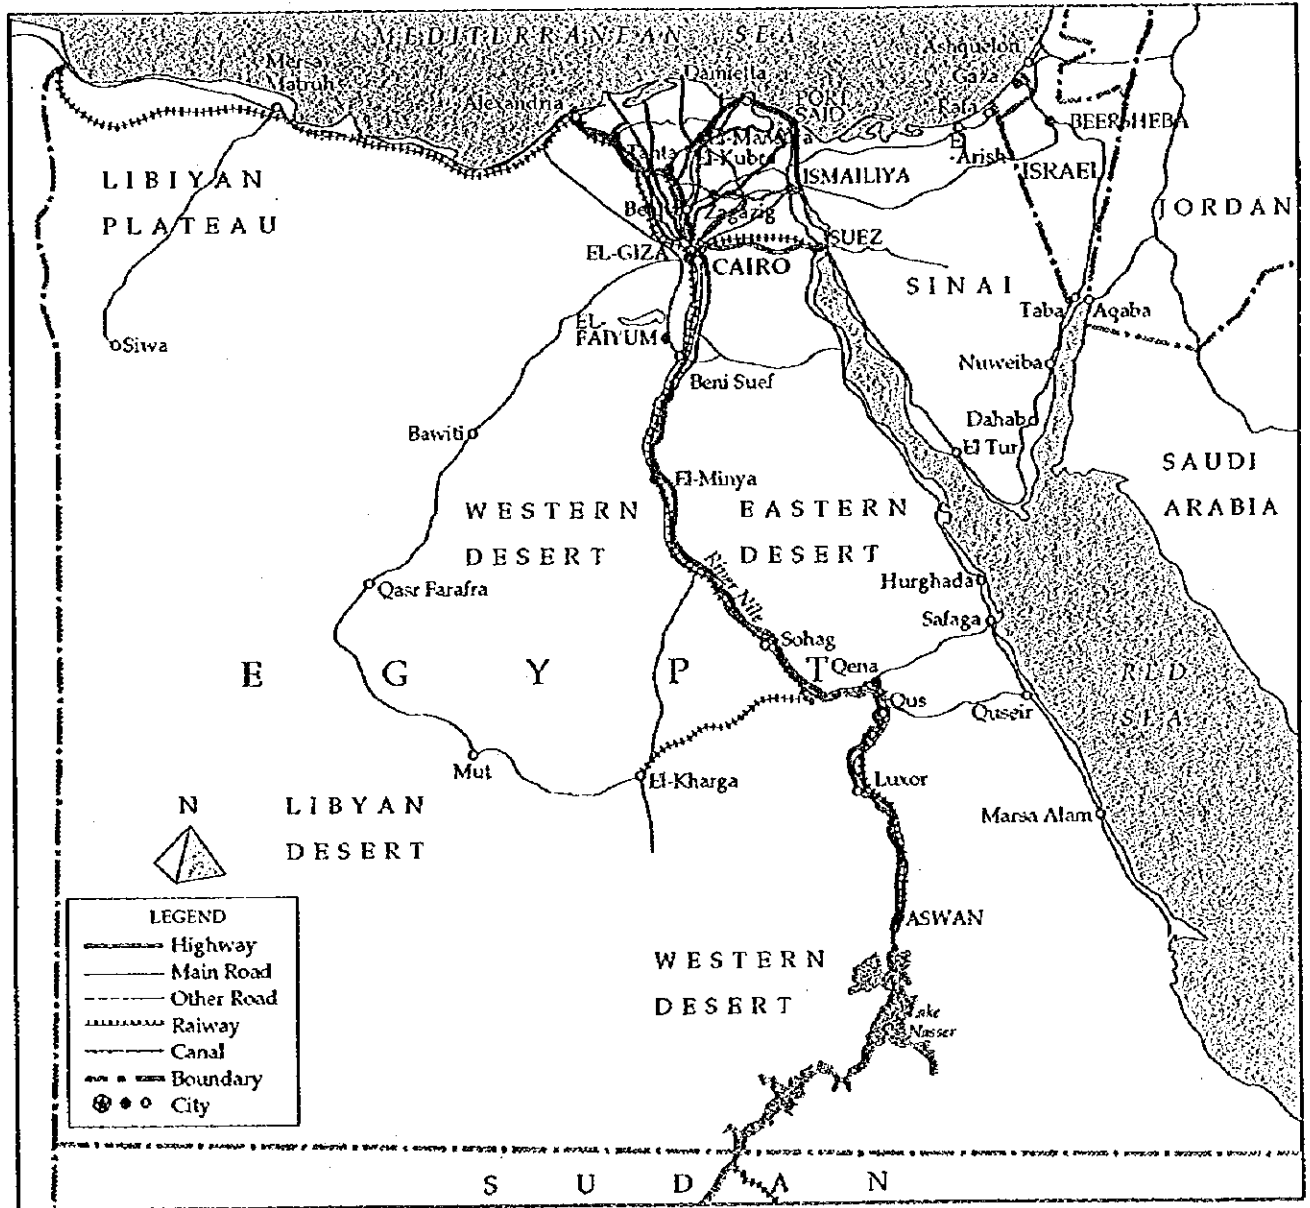 MEDITERRANEAN SEA
Ashquelon
Mersa
Matruh
Damietta
Gaza
Alexandria
PORT
SAID
Rafa
BEERSHEBA
Tanta
El-Kubra
El
-Arish
LIBIYAN
PLATEAU
ISMAILIYA
ISRAEL
JORDAN
Zagazig
SUEZ
EL-GIZA
CAIRO
SINAI
Taba
Aqaba
EL-
FAIYUM
Siwa
Nuweiba
Beni Suef
Dahab
Bawiti
El Tur
SAUDI
ARABIA
El-Minya
WESTERN
DESERT
EASTERN
DESERT
River Nile
Hurghada
Qasr Farafra
Safaga
Sohag
EGYPT
Qena
RED
SEA
Qus
Quseir
Mut
El-Kharga
Luxor
N
LIBYAN
DESERT
Marsa Alam
ASWAN
WESTERN
DESERT
Lake
Nasser
LEGEND
Highway
Main Road
Other Road
Raiway
Canal
Boundary
City
SUDAN